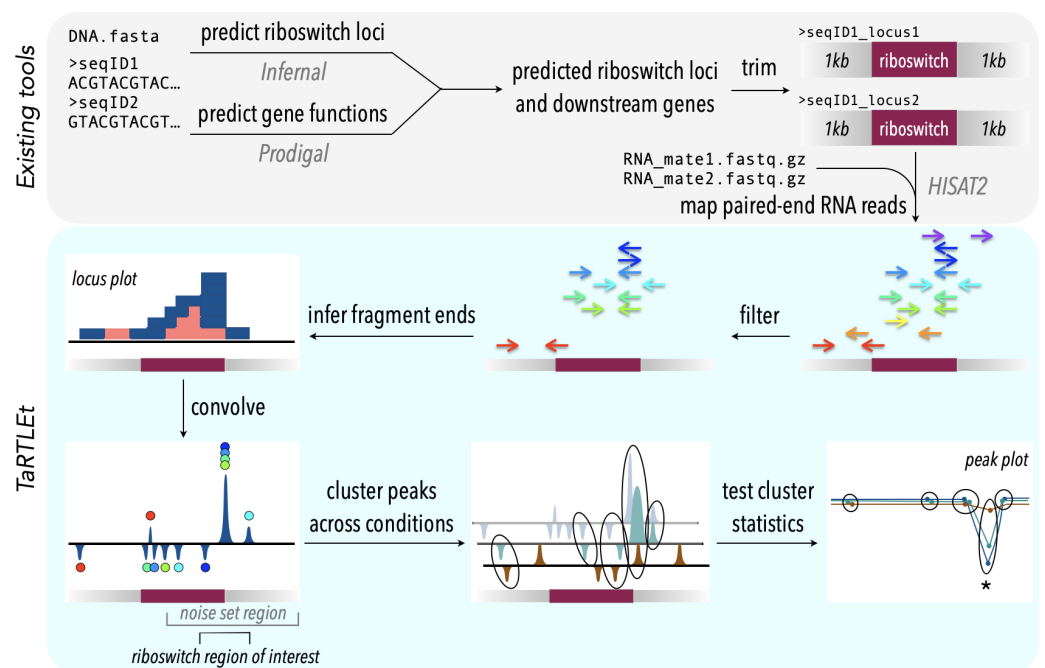 Existing tools
DNA.fasta
>seqID1
ACGTACGTAC…
>seqID2
GTACGTACGT…
predict riboswitch loci
Infernal
predict gene functions
Prodigal
predicted riboswitch loci
and downstream genes
trim
>seqID1_locus1
1kb riboswitch 1kb
>seqID1_locus2
1kb riboswitch 1kb
RNA_mate1.fastq.gz
RNA_mate2.fastq.gz
HISAT2
map paired-end RNA reads
TaRTLEt
filter
infer fragment ends
locus plot
convolve
noise set region
riboswitch region of interest
cluster peaks
across conditions
test cluster
statistics
peak plot
*